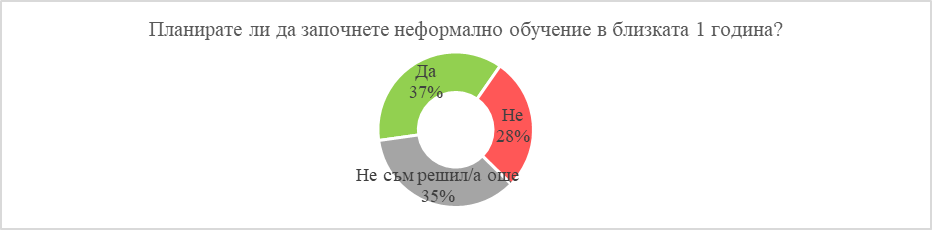 Планирате ли да започнете неформално обучение в близката 1 година?
Да
37%
Не
28%
Не съм решил/а още
35%